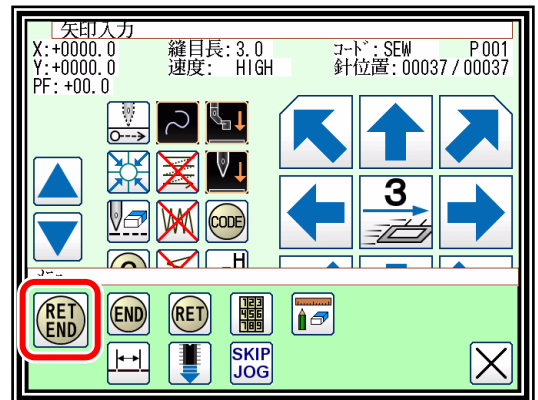 矢印入力
X:+0000.0 縫目長:3.0 コード:SEW P001
Y:+0000.0 速度: HIGH 針位置:00037/00037
PF:+00.0
CODE
3
H
RET END
END
RET
123
456
789
SKIP JOG